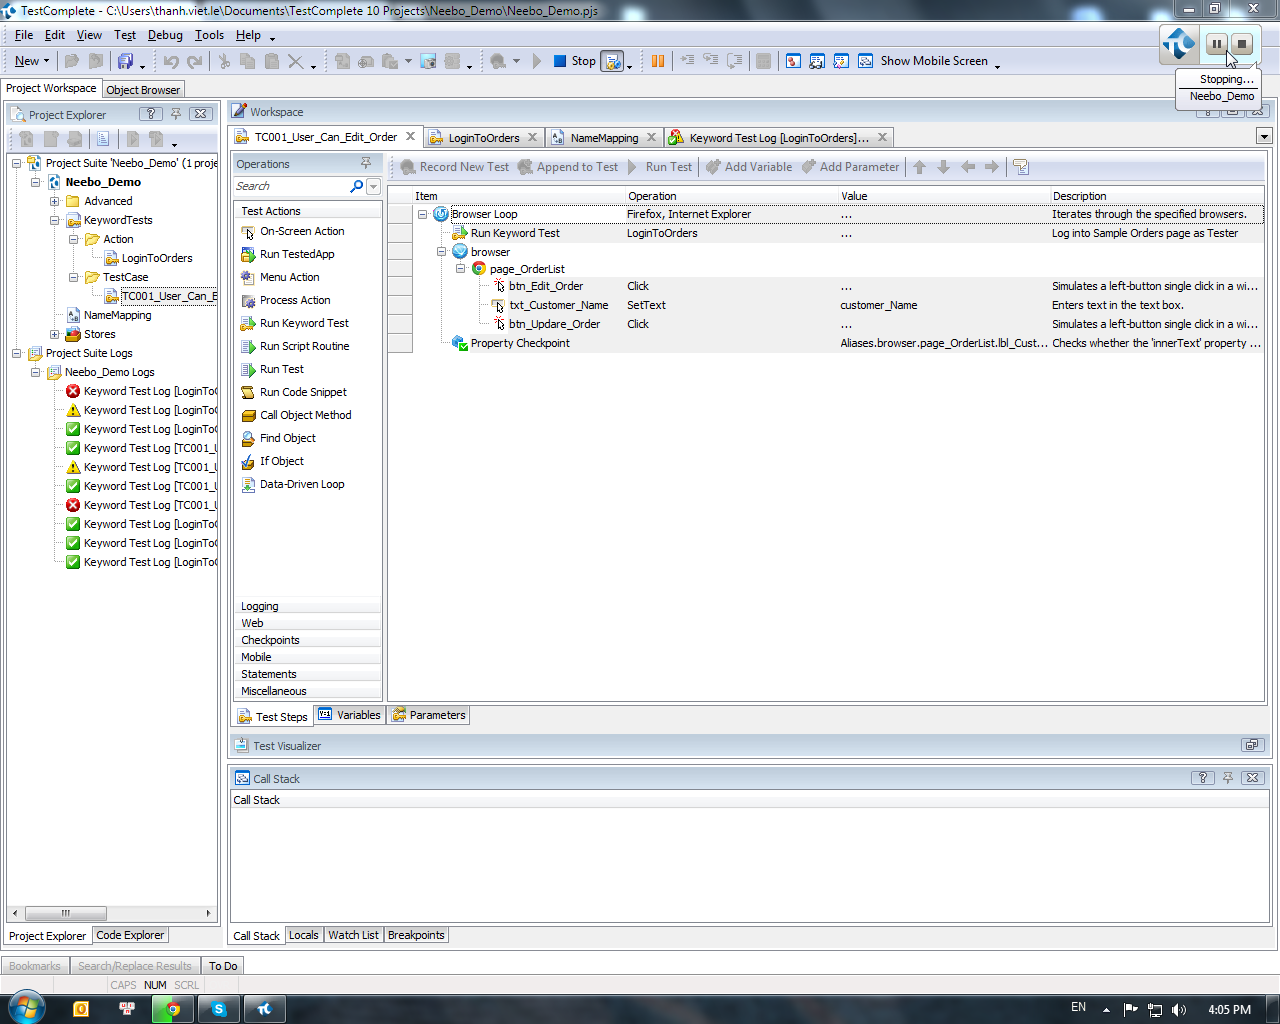 TestComplete - C:\Users\thanh.viet.le\Documents\TestComplete 10 Projects\Neebo_Demo\Neebo_Demo.pjs
File Edit View Test Debug Tools Help
New Stop Show Mobile Screen
Stopping...
Neebo_Demo
Project Workspace Object Browser
Project Explorer
Workspace
TC001_User_Can_Edit_Order LoginToOrders NameMapping Keyword Test Log [LoginToOrders]...
Project Suite 'Neebo_Demo' (1 proje
Neebo_Demo
Advanced
KeywordTests
Action
LoginToOrders
TestCase
TC001_User_Can_E
NameMapping
Stores
Project Suite Logs
Neebo_Demo Logs
Keyword Test Log [LoginToO
Keyword Test Log [LoginToO
Keyword Test Log [LoginToO
Keyword Test Log [TC001_U
Keyword Test Log [TC001_U
Keyword Test Log [TC001_U
Keyword Test Log [TC001_U
Keyword Test Log [LoginToO
Keyword Test Log [LoginToO
Keyword Test Log [LoginToO
Project Explorer Code Explorer
Operations
Search
Test Actions
On-Screen Action
Run TestedApp
Menu Action
Process Action
Run Keyword Test
Run Script Routine
Run Test
Run Code Snippet
Call Object Method
Find Object
If Object
Data-Driven Loop
Logging
Web
Checkpoints
Mobile
Statements
Miscellaneous
Record New Test Append to Test Run Test Add Variable Add Parameter
Item Operation Value Description
Browser Loop Firefox, Internet Explorer ... Iterates through the specified browsers.
Run Keyword Test LoginToOrders ... Log into Sample Orders page as Tester
browser
page_OrderList
btn_Edit_Order Click ... Simulates a left-button single click in a wi...
txt_Customer_Name SetText customer_Name Enters text in the text box.
btn_Updare_Order Click ... Simulates a left-button single click in a wi...
Property Checkpoint Aliases.browser.page_OrderList.lbl_Cust... Checks whether the 'innerText' property ...
Test Steps Variables Parameters
Test Visualizer
Call Stack
Call Stack
Call Stack Locals Watch List Breakpoints
Bookmarks Search/Replace Results To Do
CAPS NUM SCRL
EN 4:05 PM